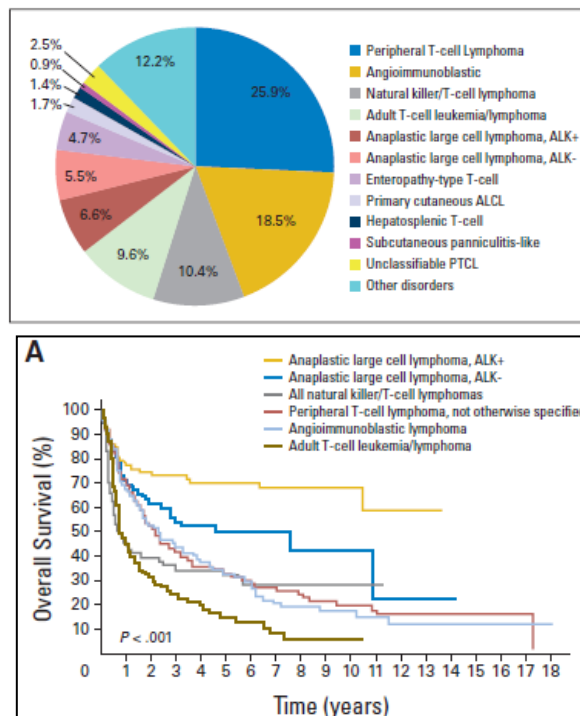 2.5%
0.9%
1.4%
1.7%
4.7%
5.5%
6.6%
9.6%
10.4%
18.5%
25.9%
12.2%
Peripheral T-cell Lymphoma
Angioimmunoblastic
Natural killer/T-cell lymphoma
Adult T-cell leukemia/lymphoma
Anaplastic large cell lymphoma, ALK+
Anaplastic large cell lymphoma, ALK-
Enteropathy-type T-cell
Primary cutaneous ALCL
Hepatosplenic T-cell
Subcutaneous panniculitis-like
Unclassifiable PTCL
Other disorders
A
Anaplastic large cell lymphoma, ALK+
Anaplastic large cell lymphoma, ALK-
All natural killer/T-cell lymphomas
Peripheral T-cell lymphoma, not otherwise specifie
Angioimmunoblastic lymphoma
Adult T-cell leukemia/lymphoma
Overall Survival (%)
100
90
80
70
60
50
40
30
20
10
P < .001
0 1 2 3 4 5 6 7 8 9 10 11 12 13 14 15 16 17 18
Time (years)